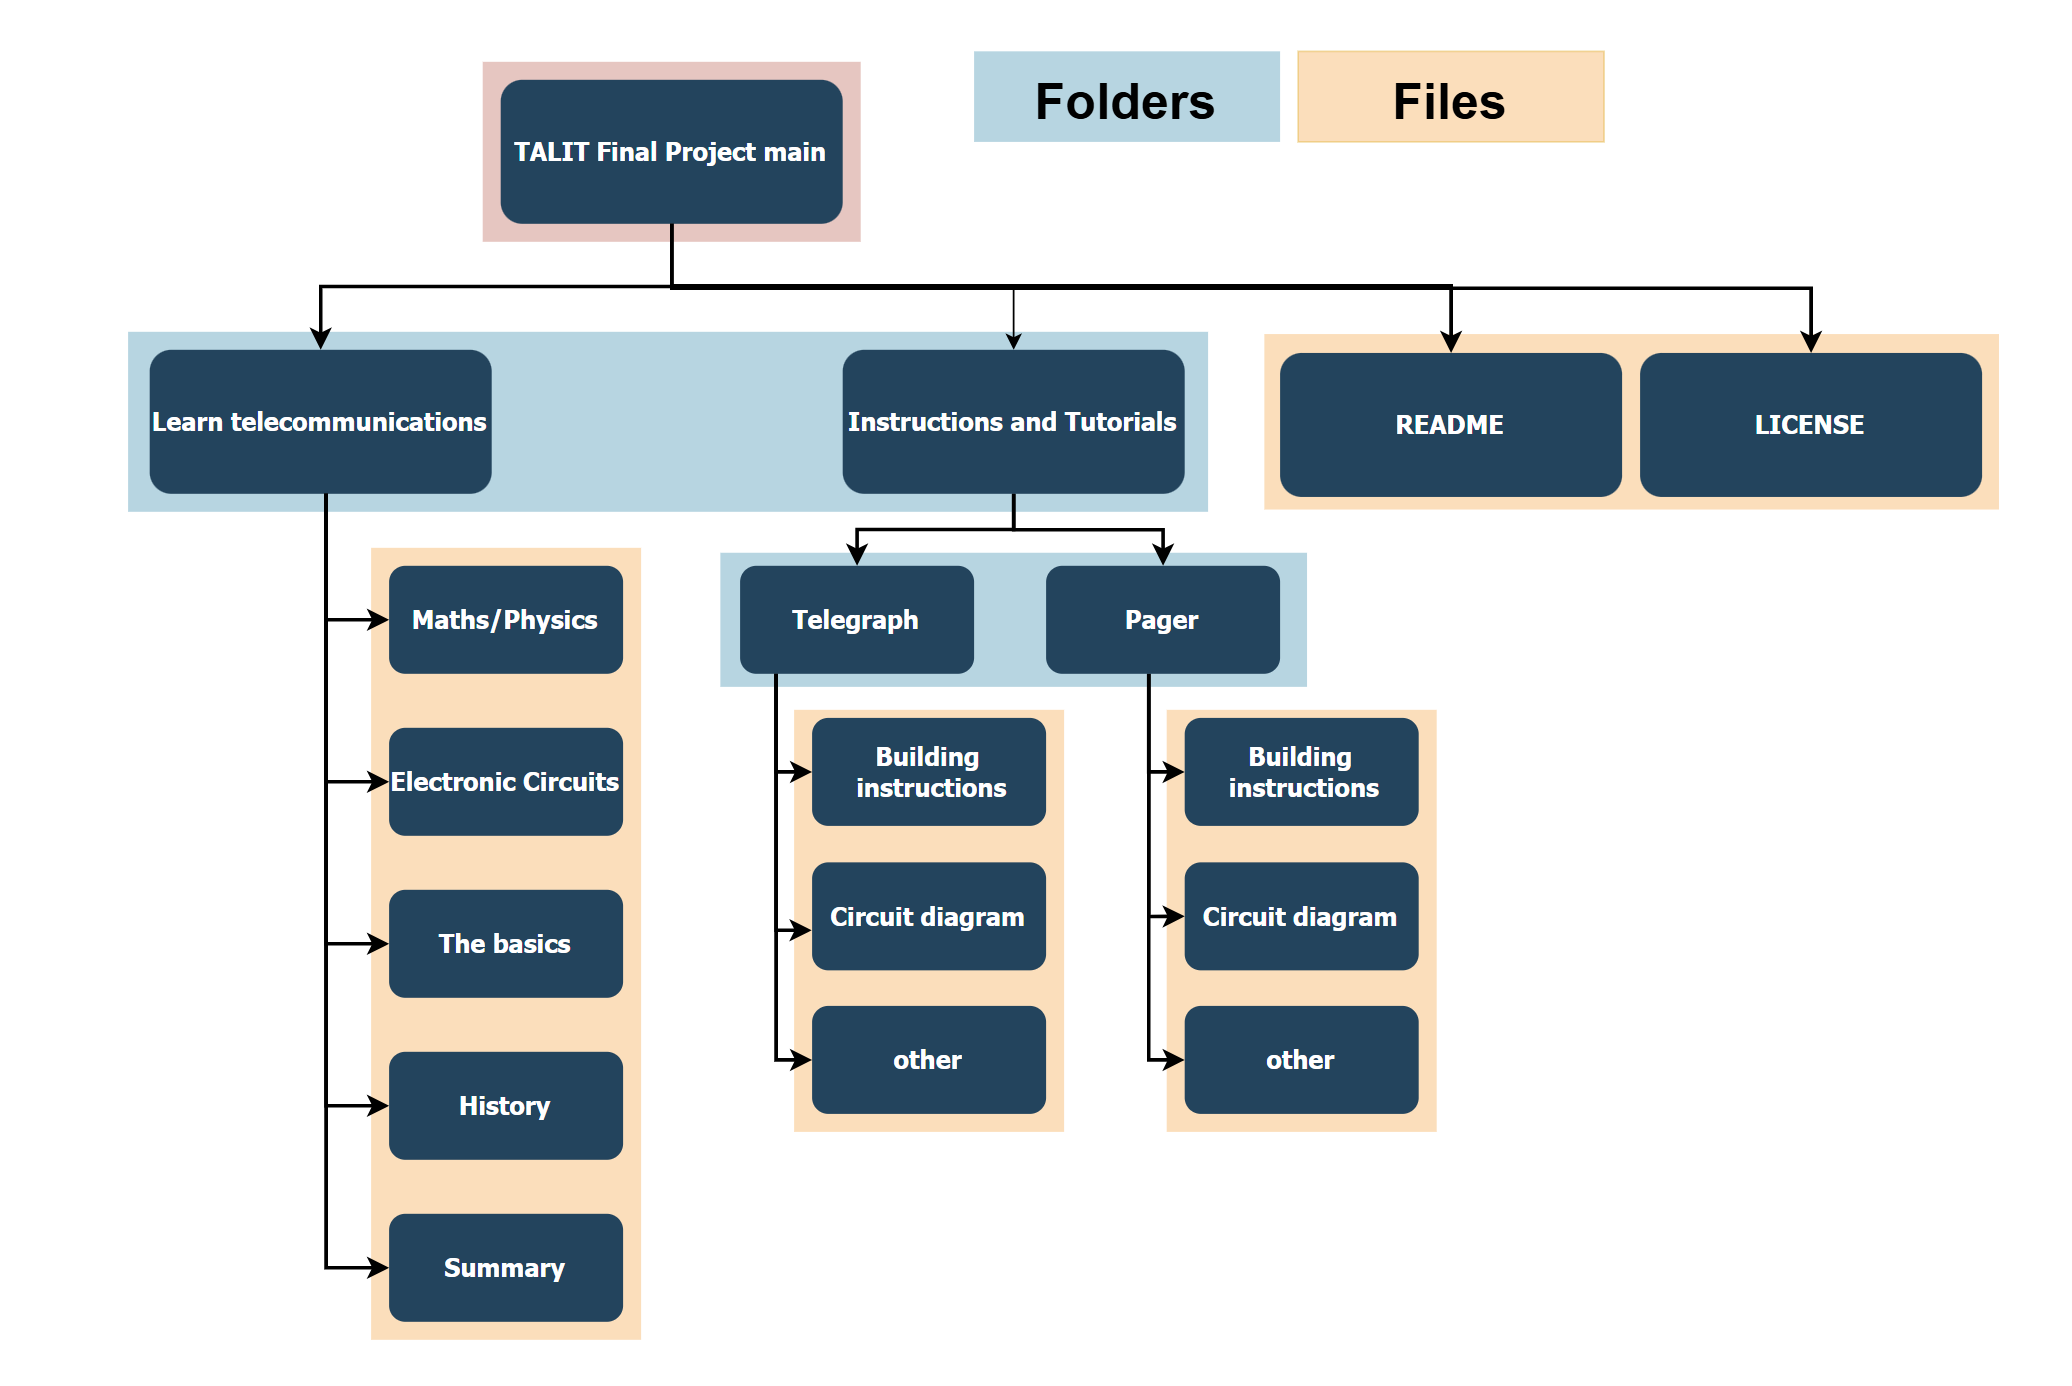 Folders
Files
TALIT Final Project main
Learn telecommunications
Instructions and Tutorials
README
LICENSE
Maths/Physics
Electronic Circuits
The basics
History
Summary
Telegraph
Pager
Building
instructions
Circuit diagram
other
Building
instructions
Circuit diagram
other